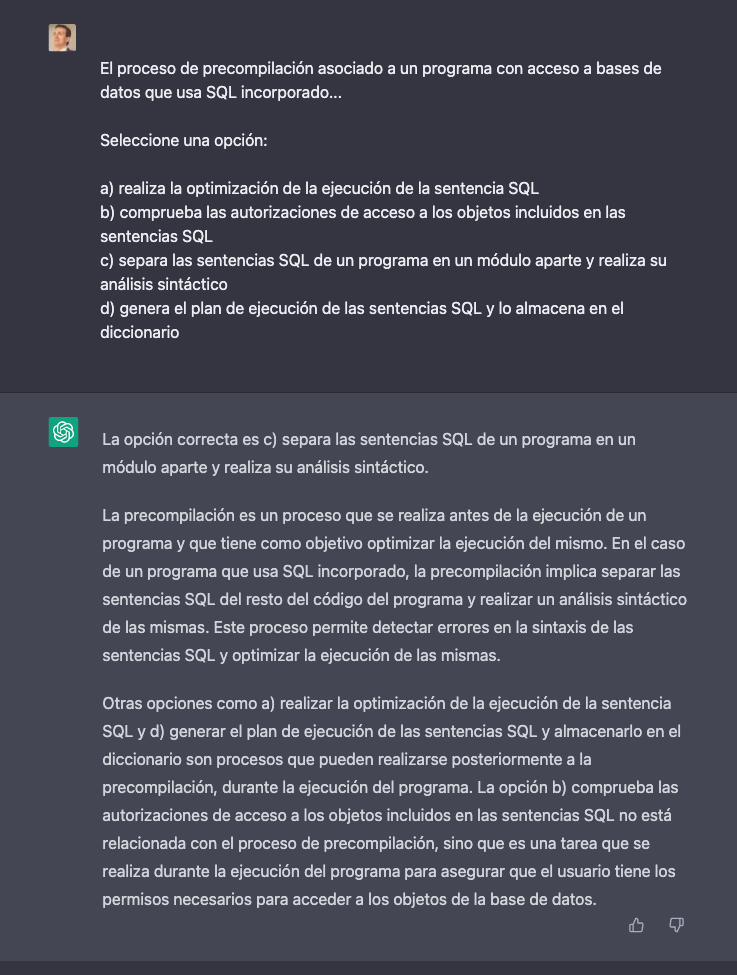 El proceso de precompilación asociado a un programa con acceso a bases de
datos que usa SQL incorporado...
Seleccione una opción:
a) realiza la optimización de la ejecución de la sentencia SQL
b) comprueba las autorizaciones de acceso a los objetos incluidos en las
sentencias SQL
c) separa las sentencias SQL de un programa en un módulo aparte y realiza su
análisis sintáctico
d) genera el plan de ejecución de las sentencias SQL y lo almacena en el
diccionario
La opción correcta es c) separa las sentencias SQL de un programa en un
módulo aparte y realiza su análisis sintáctico.
La precompilación es un proceso que se realiza antes de la ejecución de un
programa y que tiene como objetivo optimizar la ejecución del mismo. En el caso
de un programa que usa SQL incorporado, la precompilación implica separar las
sentencias SQL del resto del código del programa y realizar un análisis sintáctico
de las mismas. Este proceso permite detectar errores en la sintaxis de las
sentencias SQL y optimizar la ejecución de las mismas.
Otras opciones como a) realizar la optimización de la ejecución de la sentencia
SQL y d) generar el plan de ejecución de las sentencias SQL y almacenarlo en el
diccionario son procesos que pueden realizarse posteriormente a la
precompilación, durante la ejecución del programa. La opción b) comprueba las
autorizaciones de acceso a los objetos incluidos en las sentencias SQL no está
relacionada con el proceso de precompilación, sino que es una tarea que se
realiza durante la ejecución del programa para asegurar que el usuario tiene los
permisos necesarios para acceder a los objetos de la base de datos.